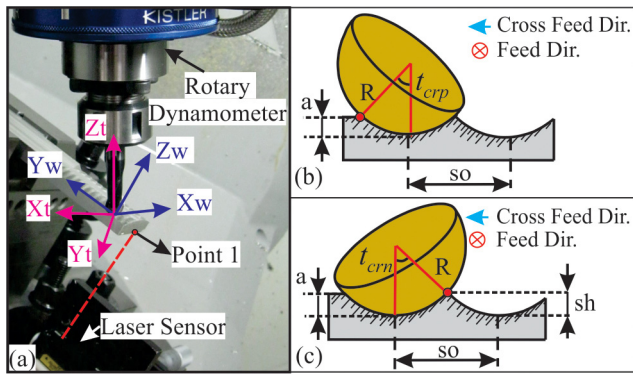 KISTLER
Rotary
Dynamometer
Zt
Yw
Zw
Xt
Xw
Yt
Point 1
Laser Sensor
(a)
Cross Feed Dir.
Feed Dir.
a
R
t_crp
so
(b)
Cross Feed Dir.
Feed Dir.
a
t_crn
R
sh
so
(c)